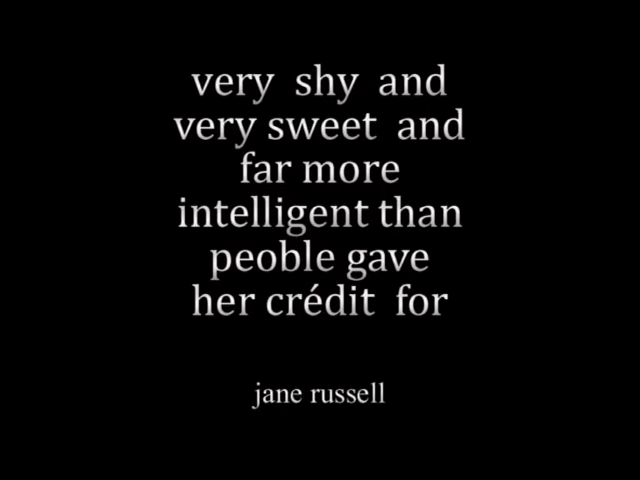 very shy and
very sweet and
far more
intelligent than
peoble gave
her crédit for
jane russell